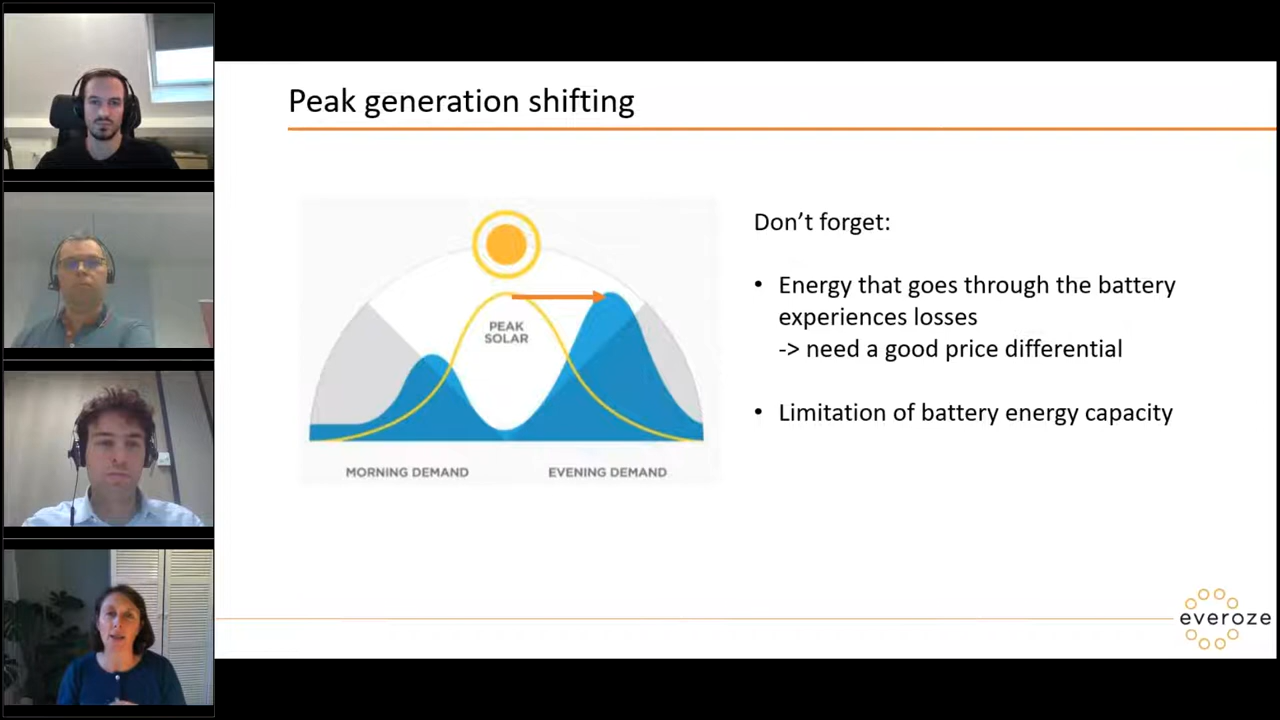 Peak generation shifting
PEAK
SOLAR
MORNING DEMAND
EVENING DEMAND
Don’t forget:
• Energy that goes through the battery
experiences losses
-> need a good price differential
• Limitation of battery energy capacity
everoze